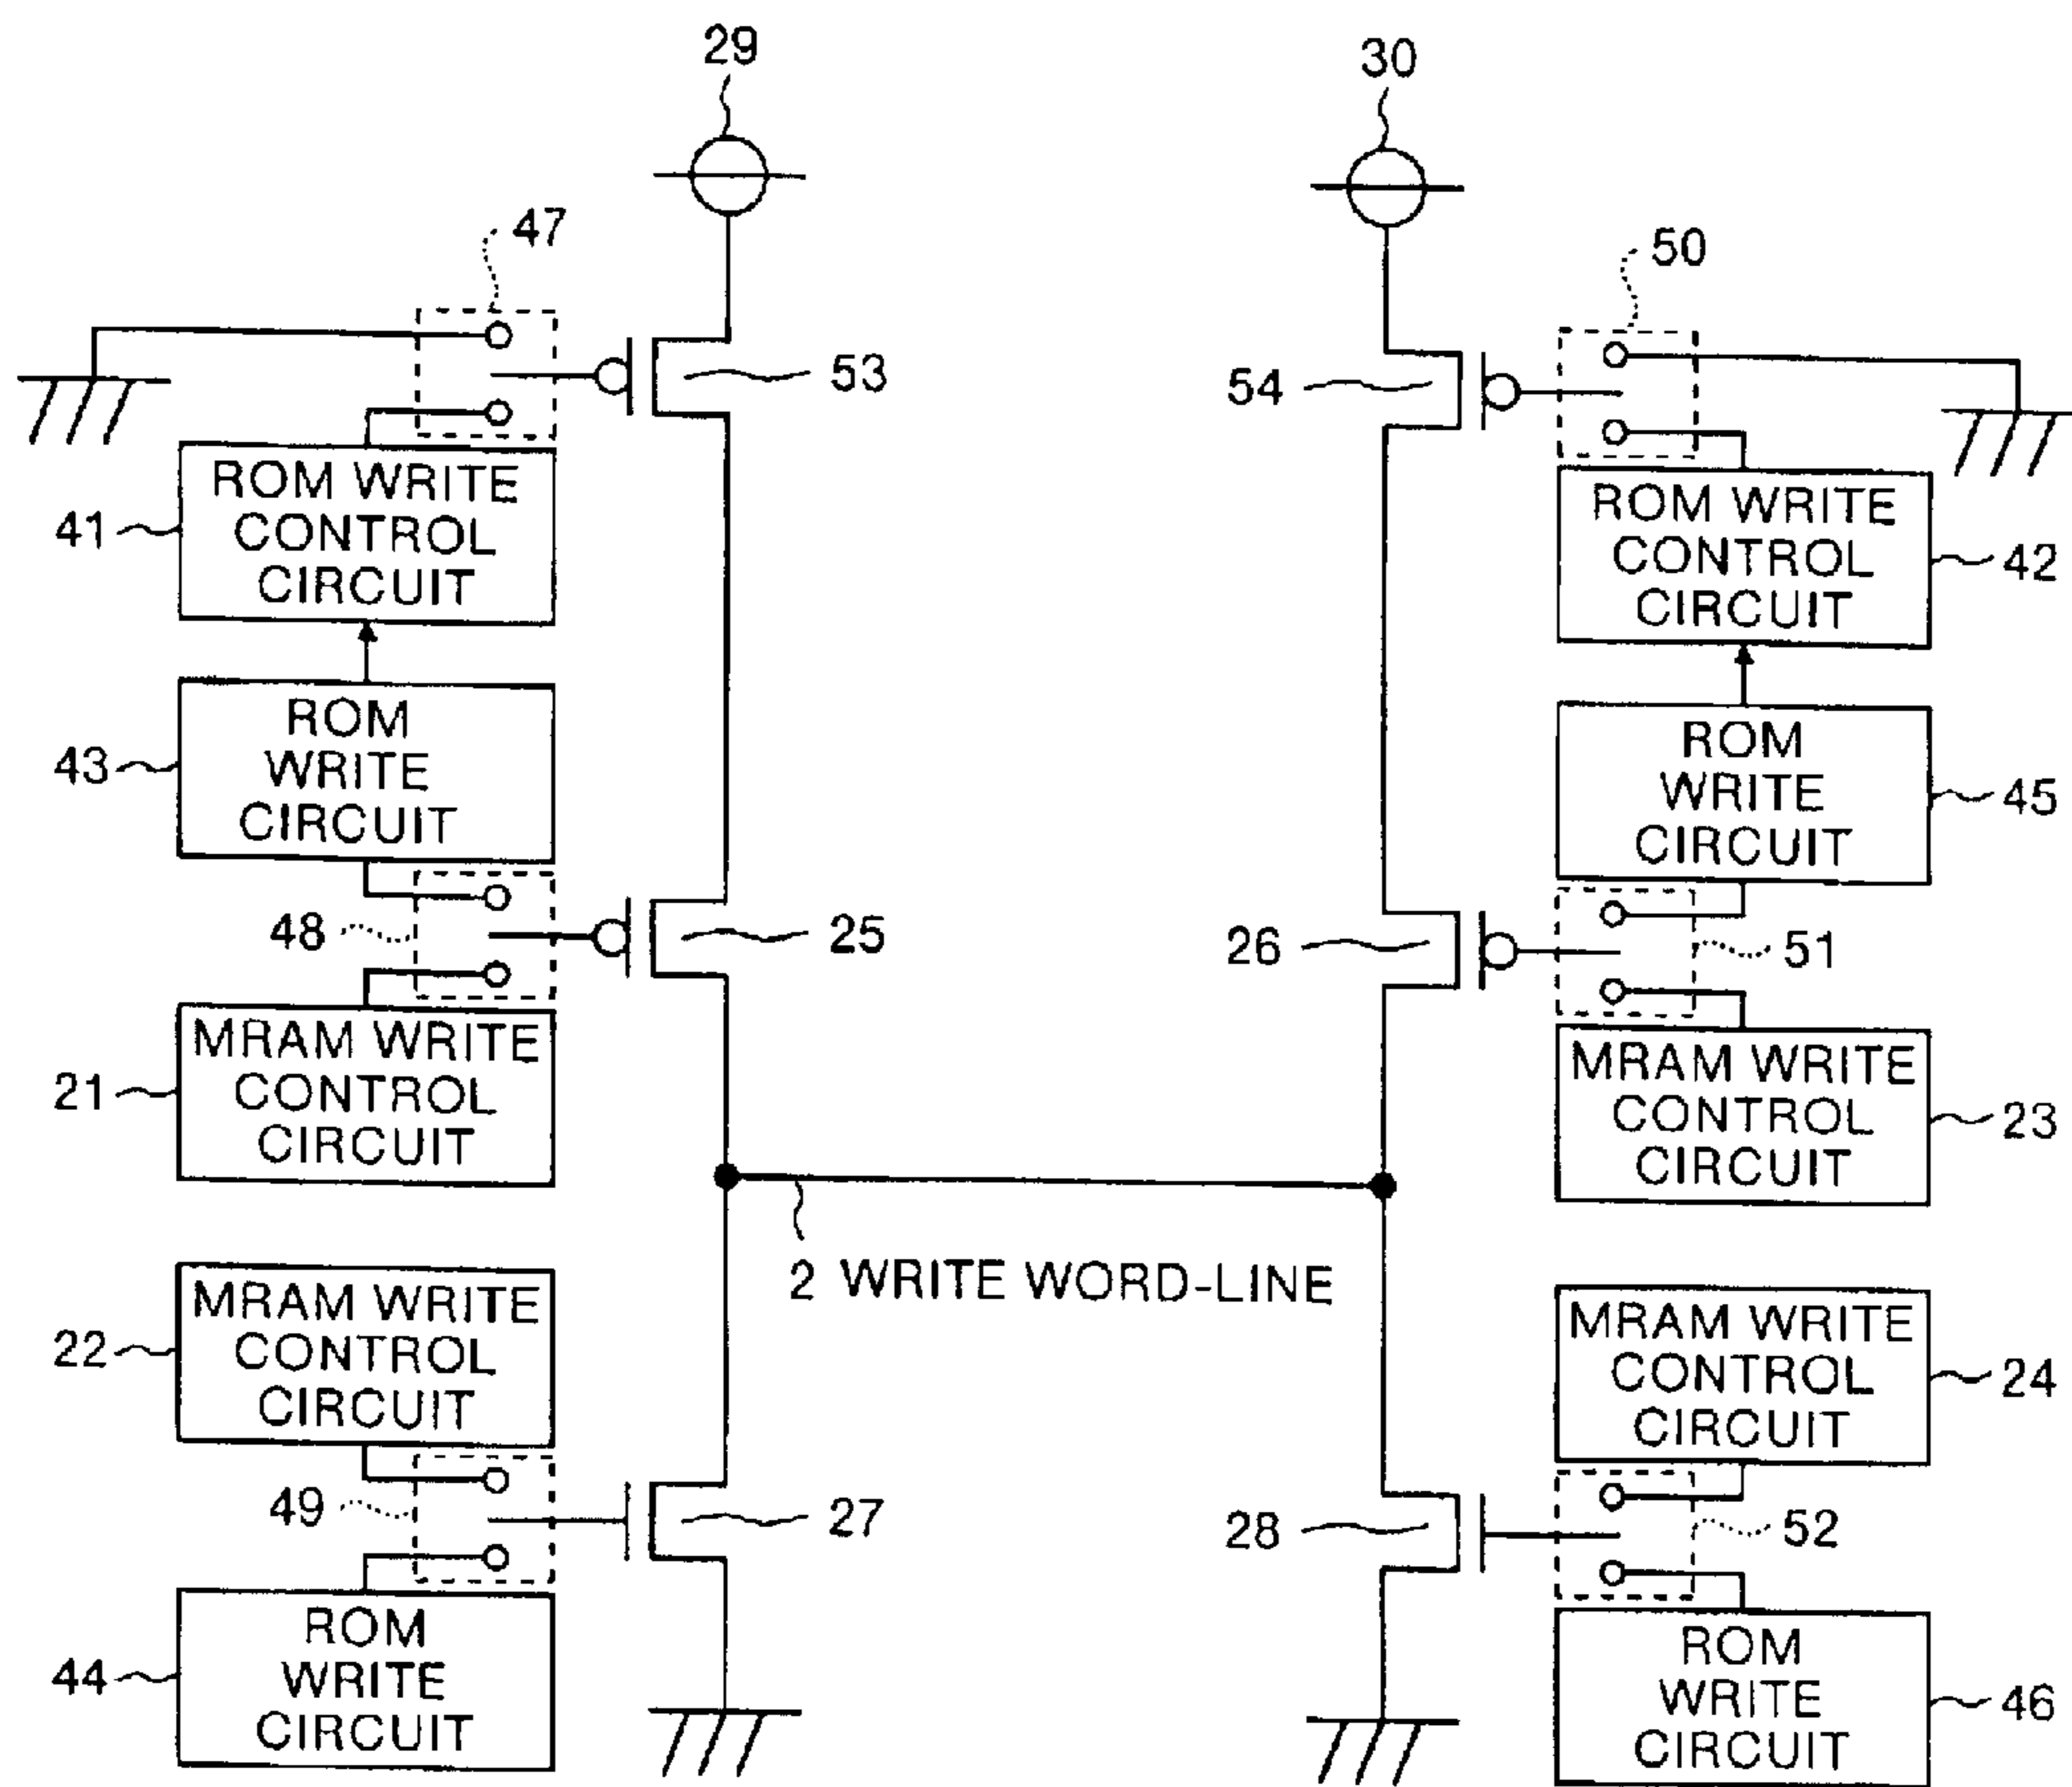 29
30
47
50
53
54
ROM WRITE
CONTROL
CIRCUIT
41
ROM WRITE
CONTROL
CIRCUIT
42
ROM
WRITE
CIRCUIT
43
ROM
WRITE
CIRCUIT
45
48
25
26
51
MRAM WRITE
CONTROL
CIRCUIT
21
MRAM WRITE
CONTROL
CIRCUIT
23
2 WRITE WORD-LINE
MRAM WRITE
CONTROL
CIRCUIT
22
MRAM WRITE
CONTROL
CIRCUIT
24
49
27
28
52
ROM
WRITE
CIRCUIT
44
ROM
WRITE
CIRCUIT
46